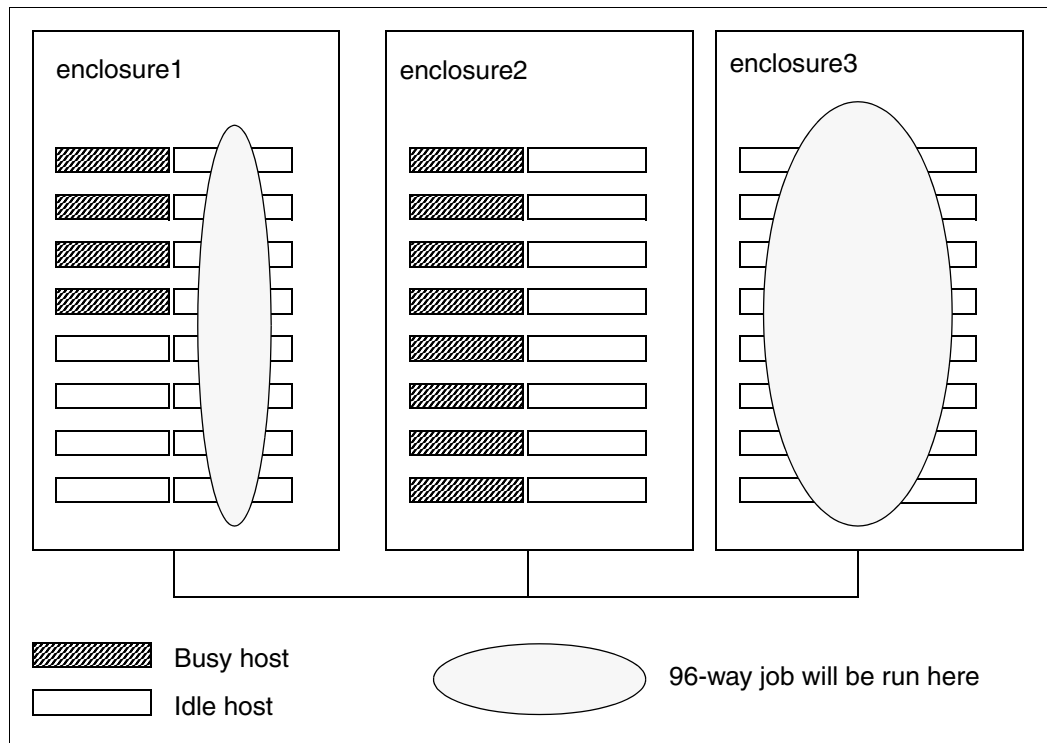 enclosure1
enclosure2
enclosure3
Busy host
Idle host
96-way job will be run here